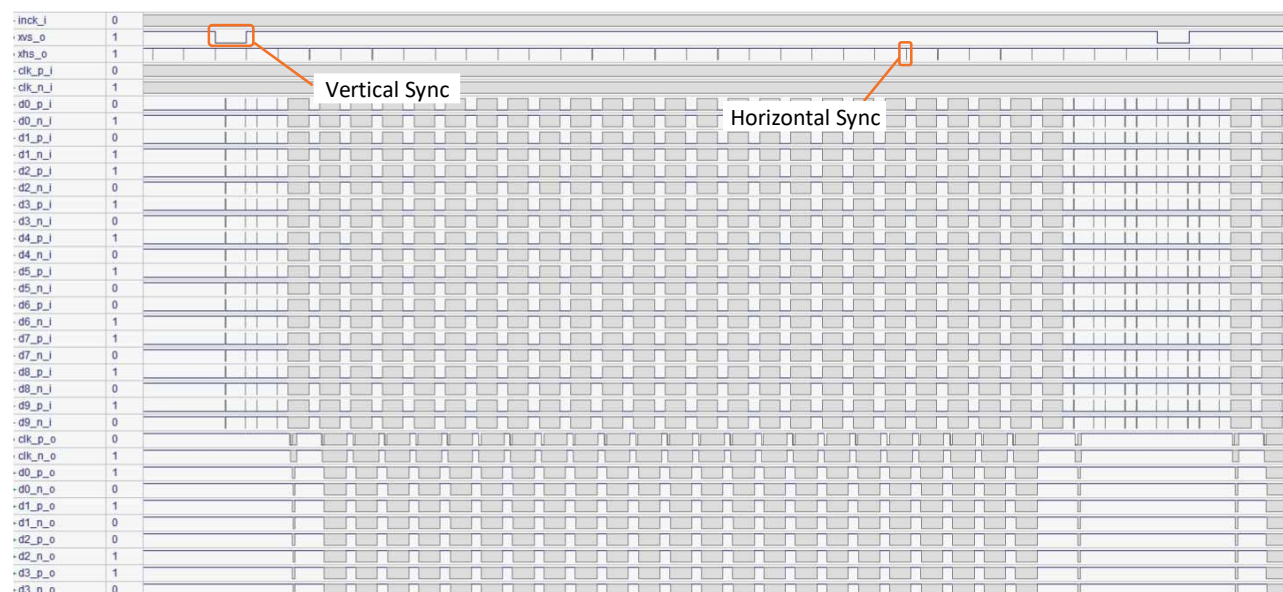 inck_i 0
xvs_o 1
xhs_o 1
clk_p_i 0
clk_n_i 1
Vertical Sync
Horizontal Sync
d0_p_i 0
d0_n_i 1
d1_p_i 0
d1_n_i 1
d2_p_i 1
d2_n_i 0
d3_p_i 1
d3_n_i 0
d4_p_i 1
d4_n_i 0
d5_p_i 1
d5_n_i 0
d6_p_i 0
d6_n_i 1
d7_p_i 1
d7_n_i 0
d8_p_i 1
d8_n_i 0
d9_p_i 1
d9_n_i 0
clk_p_o 0
clk_n_o 1
d0_p_o 1
d0_n_o 0
d1_p_o 1
d1_n_o 0
d2_p_o 0
d2_n_o 1
d3_p_o 1
d3_n_o 0